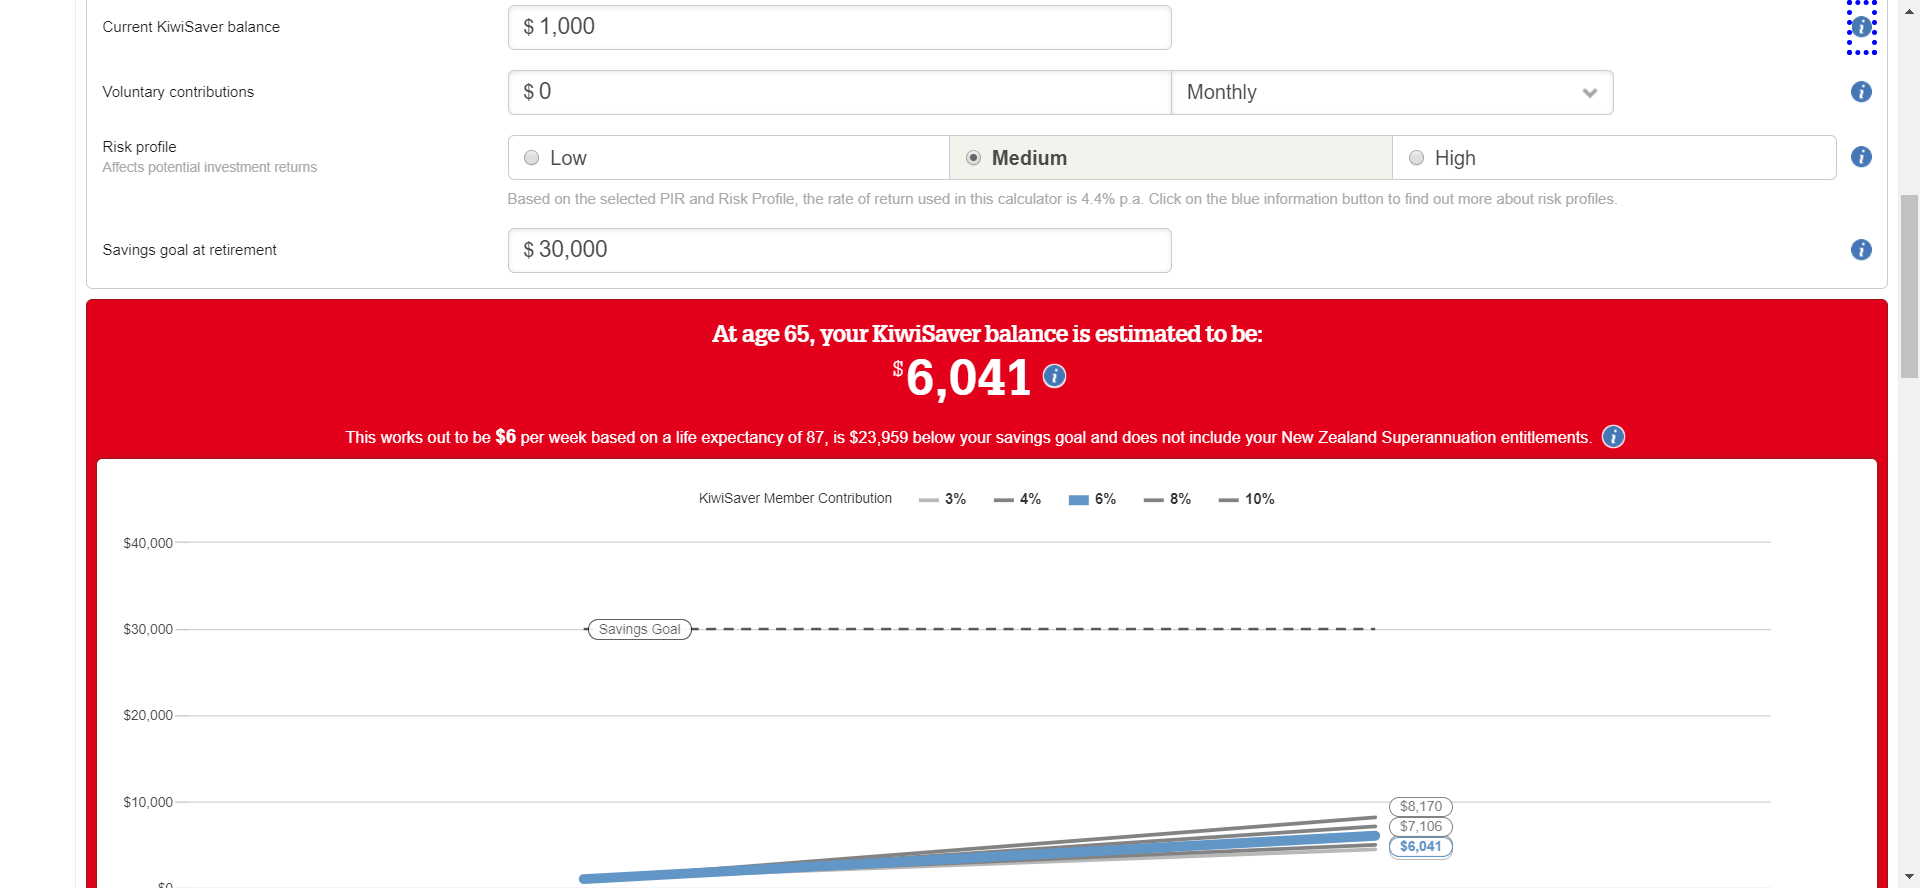 Current KiwiSaver balance
$ 1,000
Voluntary contributions
$ 0
Monthly
Risk profile
Affects potential investment returns
Low
Medium
High
Based on the selected PIR and Risk Profile, the rate of return used in this calculator is 4.4% p.a. Click on the blue information button to find out more about risk profiles.
Savings goal at retirement
$ 30,000
At age 65, your KiwiSaver balance is estimated to be:
$6,041
This works out to be $6 per week based on a life expectancy of 87, is $23,959 below your savings goal and does not include your New Zealand Superannuation entitlements.
KiwiSaver Member Contribution 3% 4% 6% 8% 10%
$40,000
$30,000
Savings Goal
$20,000
$10,000
$8,170
$7,106
$6,041
$0